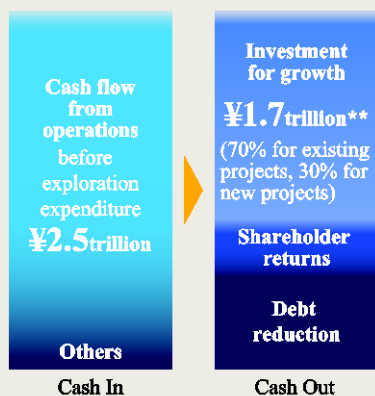 Cash flow
from
operations
before
exploration
expenditure
¥2.5trillion
Others
Cash In
Investment
for growth
¥1.7trillion**
(70% for existing
projects, 30% for
new projects)
Shareholder
returns
Debt
reduction
Cash Out